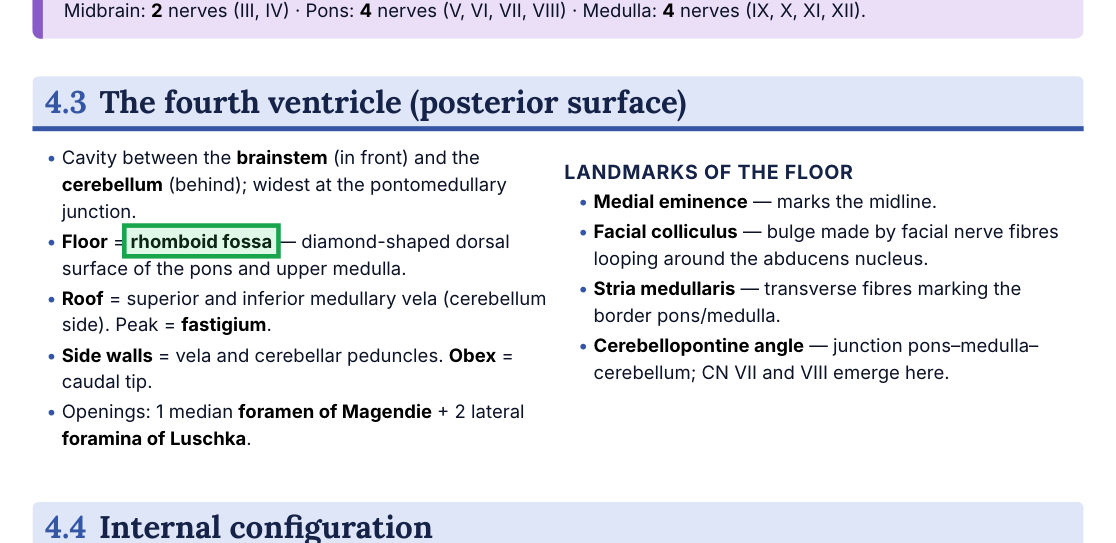 Midbrain: 2 nerves (III, IV) · Pons: 4 nerves (V, VI, VII, VIII) · Medulla: 4 nerves (IX, X, XI, XII).
4.3 The fourth ventricle (posterior surface)
• Cavity between the brainstem (in front) and the
cerebellum (behind); widest at the pontomedullary
junction.
• Floor = rhomboid fossa — diamond-shaped dorsal
surface of the pons and upper medulla.
• Roof = superior and inferior medullary vela (cerebellum
side). Peak = fastigium.
• Side walls = vela and cerebellar peduncles. Obex =
caudal tip.
• Openings: 1 median foramen of Magendie + 2 lateral
foramina of Luschka.
LANDMARKS OF THE FLOOR
• Medial eminence — marks the midline.
• Facial colliculus — bulge made by facial nerve fibres
looping around the abducens nucleus.
• Stria medullaris — transverse fibres marking the
border pons/medulla.
• Cerebellopontine angle — junction pons–medulla–
cerebellum; CN VII and VIII emerge here.
4.4 Internal configuration